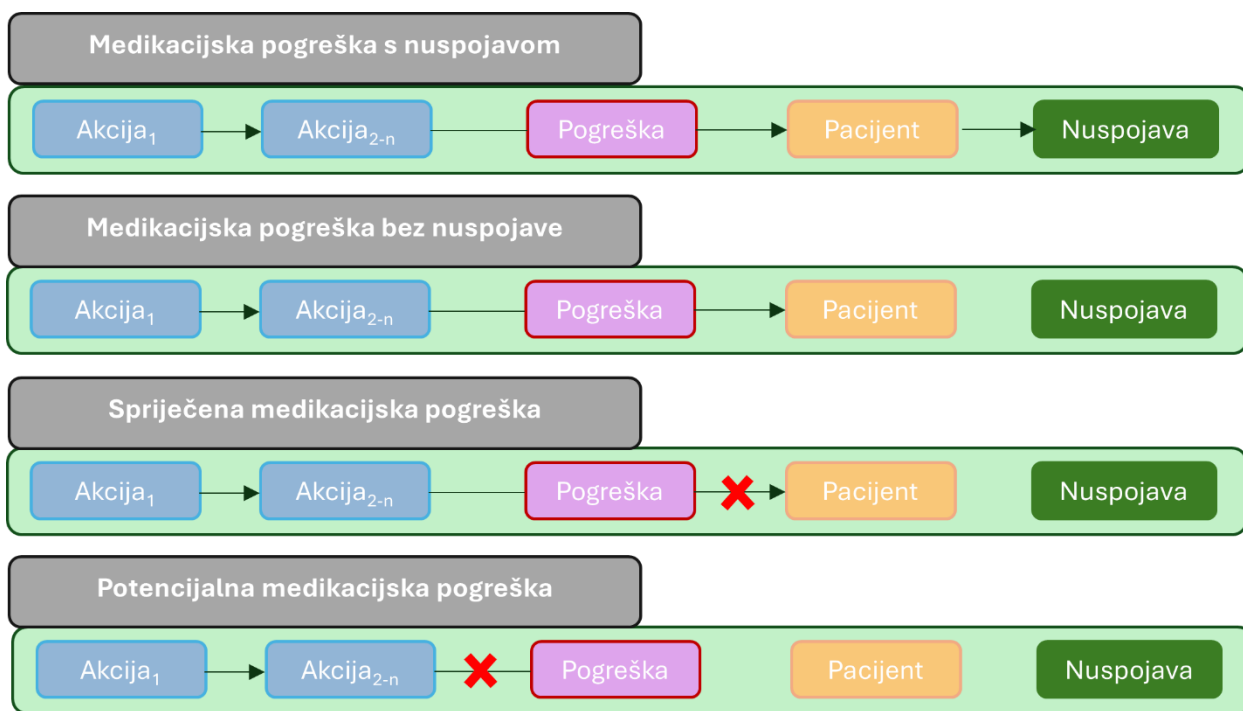 Medikacijska pogreška s nuspojavom
Akcija₁ Akcija₂₋ₙ Pogreška Pacijent Nuspojava
Medikacijska pogreška bez nuspojave
Akcija₁ Akcija₂₋ₙ Pogreška Pacijent Nuspojava
Spriječena medikacijska pogreška
Akcija₁ Akcija₂₋ₙ Pogreška Pacijent Nuspojava
Potencijalna medikacijska pogreška
Akcija₁ Akcija₂₋ₙ Pogreška Pacijent Nuspojava